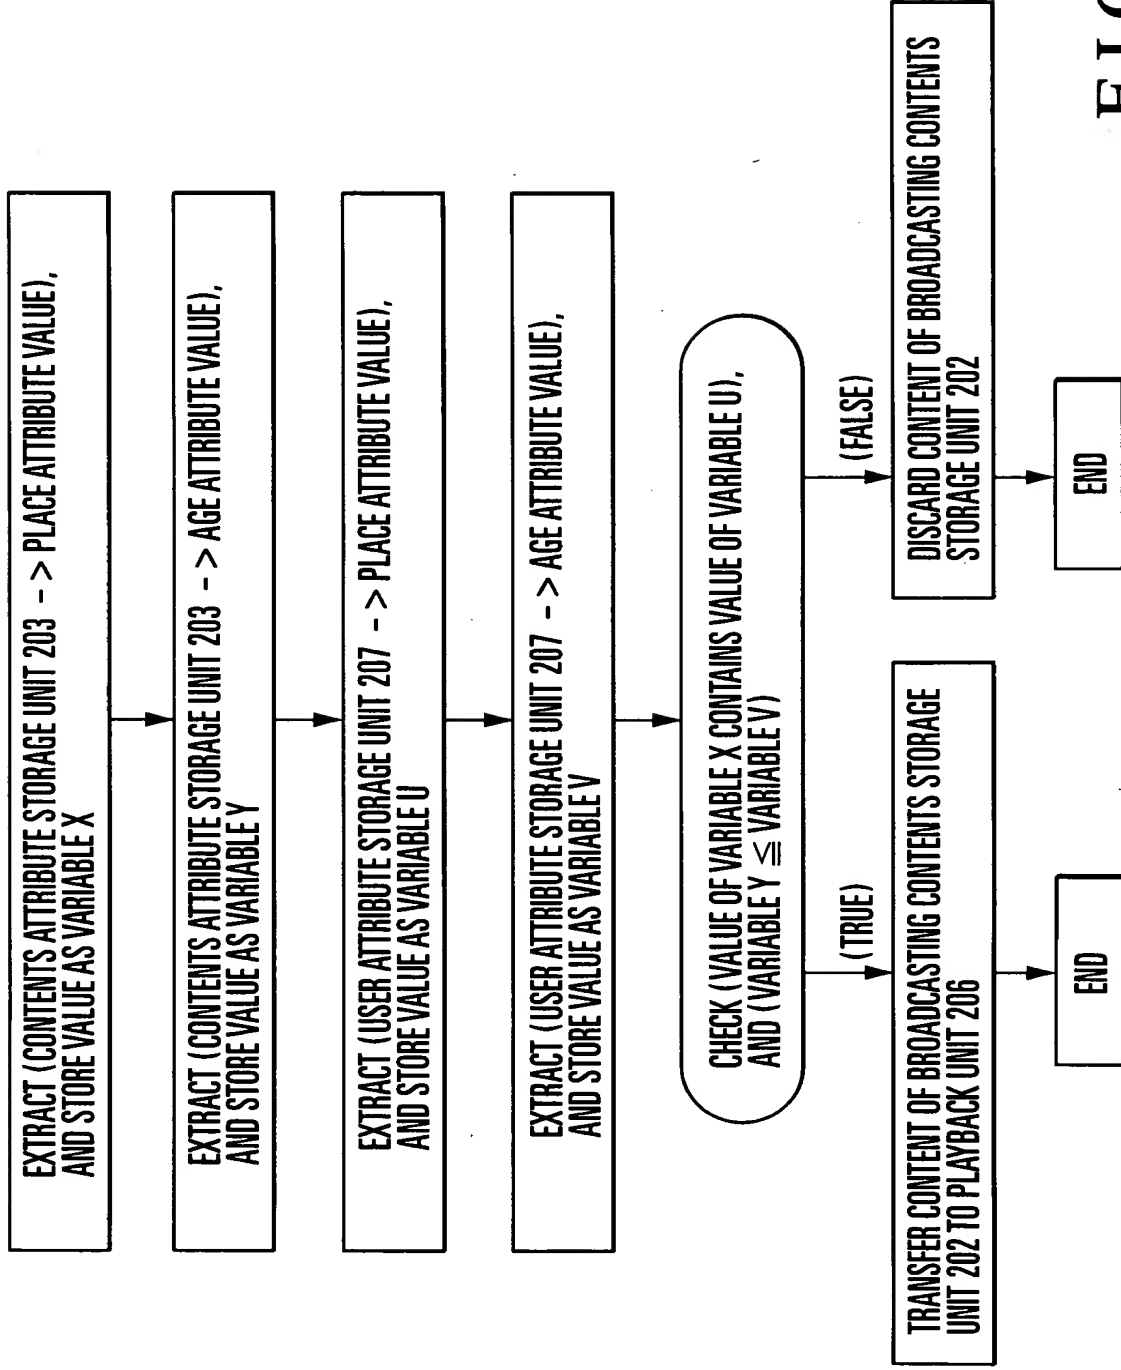 EXTRACT (CONTENTS ATTRIBUTE STORAGE UNIT 203 -> PLACE ATTRIBUTE VALUE),
AND STORE VALUE AS VARIABLE X
EXTRACT (CONTENTS ATTRIBUTE STORAGE UNIT 203 -> AGE ATTRIBUTE VALUE),
AND STORE VALUE AS VARIABLE Y
EXTRACT (USER ATTRIBUTE STORAGE UNIT 207 -> PLACE ATTRIBUTE VALUE),
AND STORE VALUE AS VARIABLE U
EXTRACT (USER ATTRIBUTE STORAGE UNIT 207 -> AGE ATTRIBUTE VALUE),
AND STORE VALUE AS VARIABLE V
CHECK (VALUE OF VARIABLE X CONTAINS VALUE OF VARIABLE U),
AND (VARIABLE Y ≦ VARIABLE V)
(TRUE)
(FALSE)
TRANSFER CONTENT OF BROADCASTING CONTENTS STORAGE
UNIT 202 TO PLAYBACK UNIT 206
DISCARD CONTENT OF BROADCASTING CONTENTS
STORAGE UNIT 202
END
END